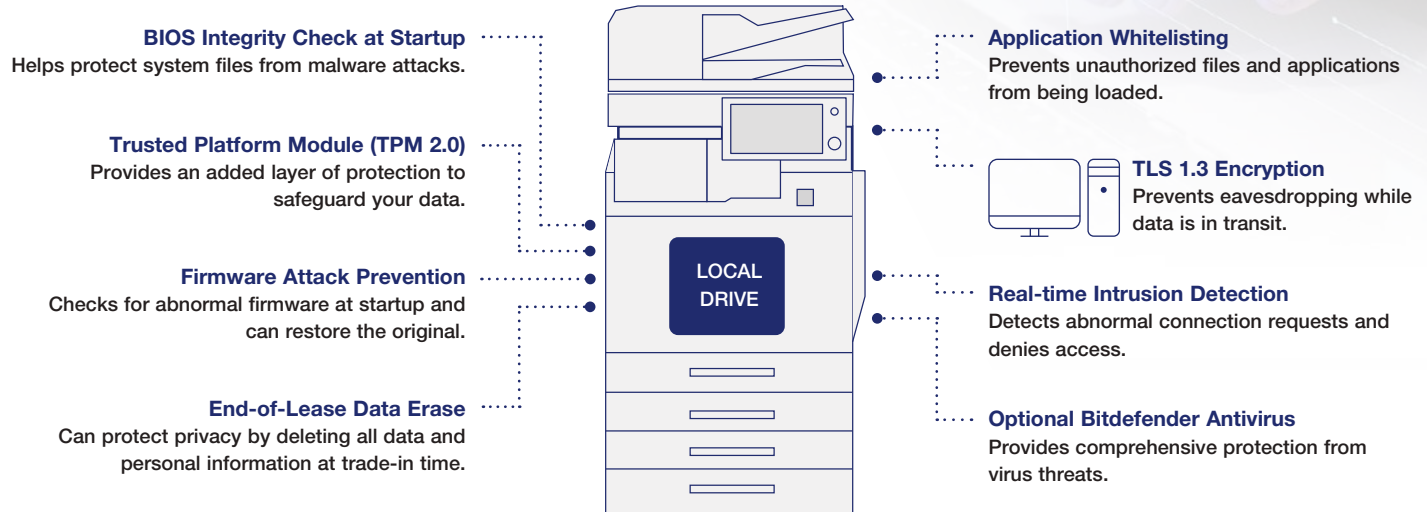 BIOS Integrity Check at Startup
Helps protect system files from malware attacks.
Trusted Platform Module (TPM 2.0)
Provides an added layer of protection to
safeguard your data.
Firmware Attack Prevention
Checks for abnormal firmware at startup and
can restore the original.
End-of-Lease Data Erase
Can protect privacy by deleting all data and
personal information at trade-in time.
LOCAL
DRIVE
Application Whitelisting
Prevents unauthorized files and applications
from being loaded.
TLS 1.3 Encryption
Prevents eavesdropping while
data is in transit.
Real-time Intrusion Detection
Detects abnormal connection requests and
denies access.
Optional Bitdefender Antivirus
Provides comprehensive protection from
virus threats.